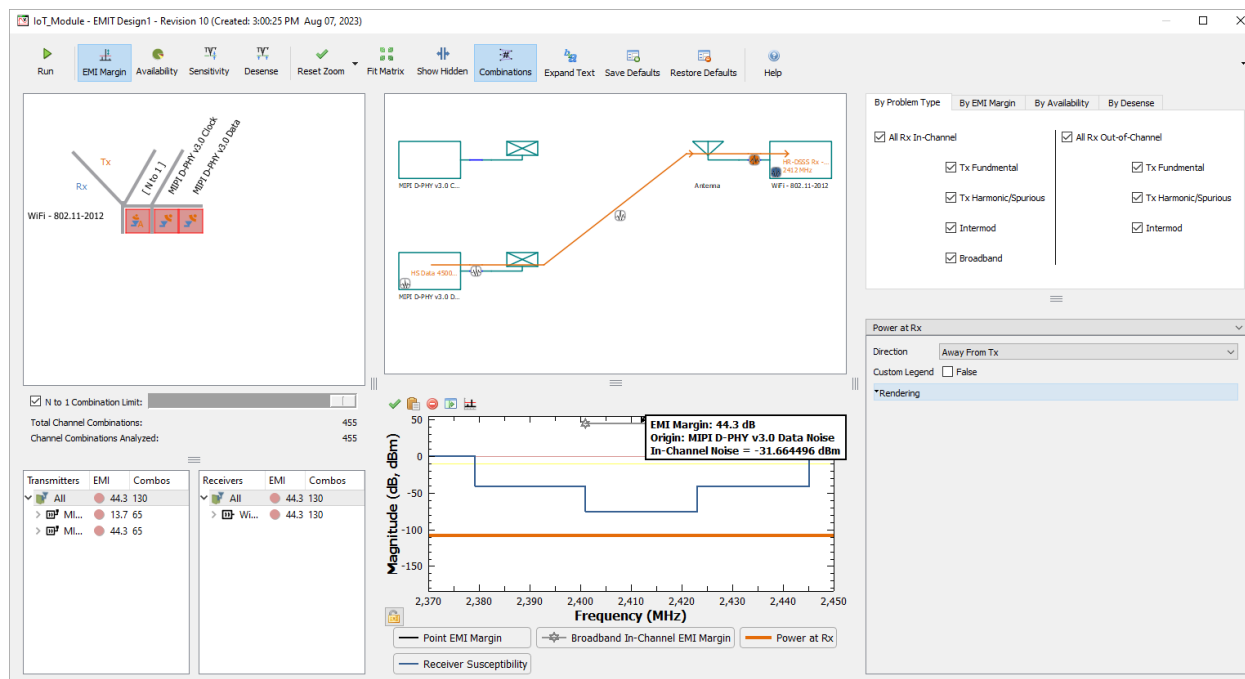 IoT_Module - EMIT Design1 - Revision 10 (Created: 3:00:25 PM Aug 07, 2023)
Run
EMI Margin
Availability
Sensitivity
Desense
Reset Zoom
Fit Matrix
Show Hidden
Combinations
Expand Text
Save Defaults
Restore Defaults
Help
Tx
Rx
[ N to 1 ]
MIPI D-PHY v3.0 Clock
MIPI D-PHY v3.0 Data
WiFi - 802.11-2012
N to 1 Combination Limit:
Total Channel Combinations: 455
Channel Combinations Analyzed: 455
Transmitters EMI Combos
All 44.3 130
MI... 13.7 65
MI... 44.3 65
Receivers EMI Combos
All 44.3 130
Wi... 44.3 130
MIPI D-PHY v3.0 C...
HS Data 4500...
MIPI D-PHY v3.0 D...
Antenna
HR-DSSS Rx - ...
2412 MHz
WiFi - 802.11-2012
EMI Margin: 44.3 dB
Origin: MIPI D-PHY v3.0 Data Noise
In-Channel Noise = -31.664496 dBm
Magnitude (dB, dBm)
50
0
-50
-100
-150
2,370 2,380 2,390 2,400 2,410 2,420 2,430 2,440 2,450
Frequency (MHz)
Point EMI Margin
Broadband In-Channel EMI Margin
Power at Rx
Receiver Susceptibility
By Problem Type
By EMI Margin
By Availability
By Desense
All Rx In-Channel
Tx Fundmental
Tx Harmonic/Spurious
Intermod
Broadband
All Rx Out-of-Channel
Tx Fundmental
Tx Harmonic/Spurious
Intermod
Power at Rx
Direction Away From Tx
Custom Legend False
Rendering